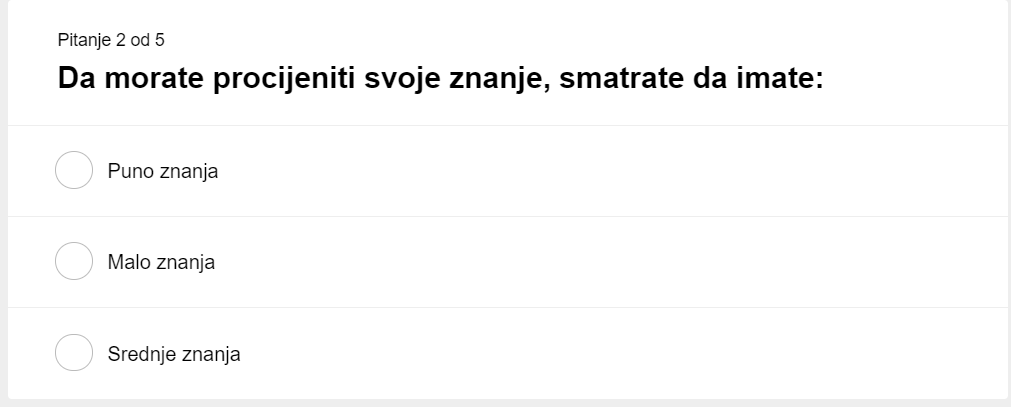 Pitanje 2 od 5
Da morate procijeniti svoje znanje, smatrate da imate:
Puno znanja
Malo znanja
Srednje znanja